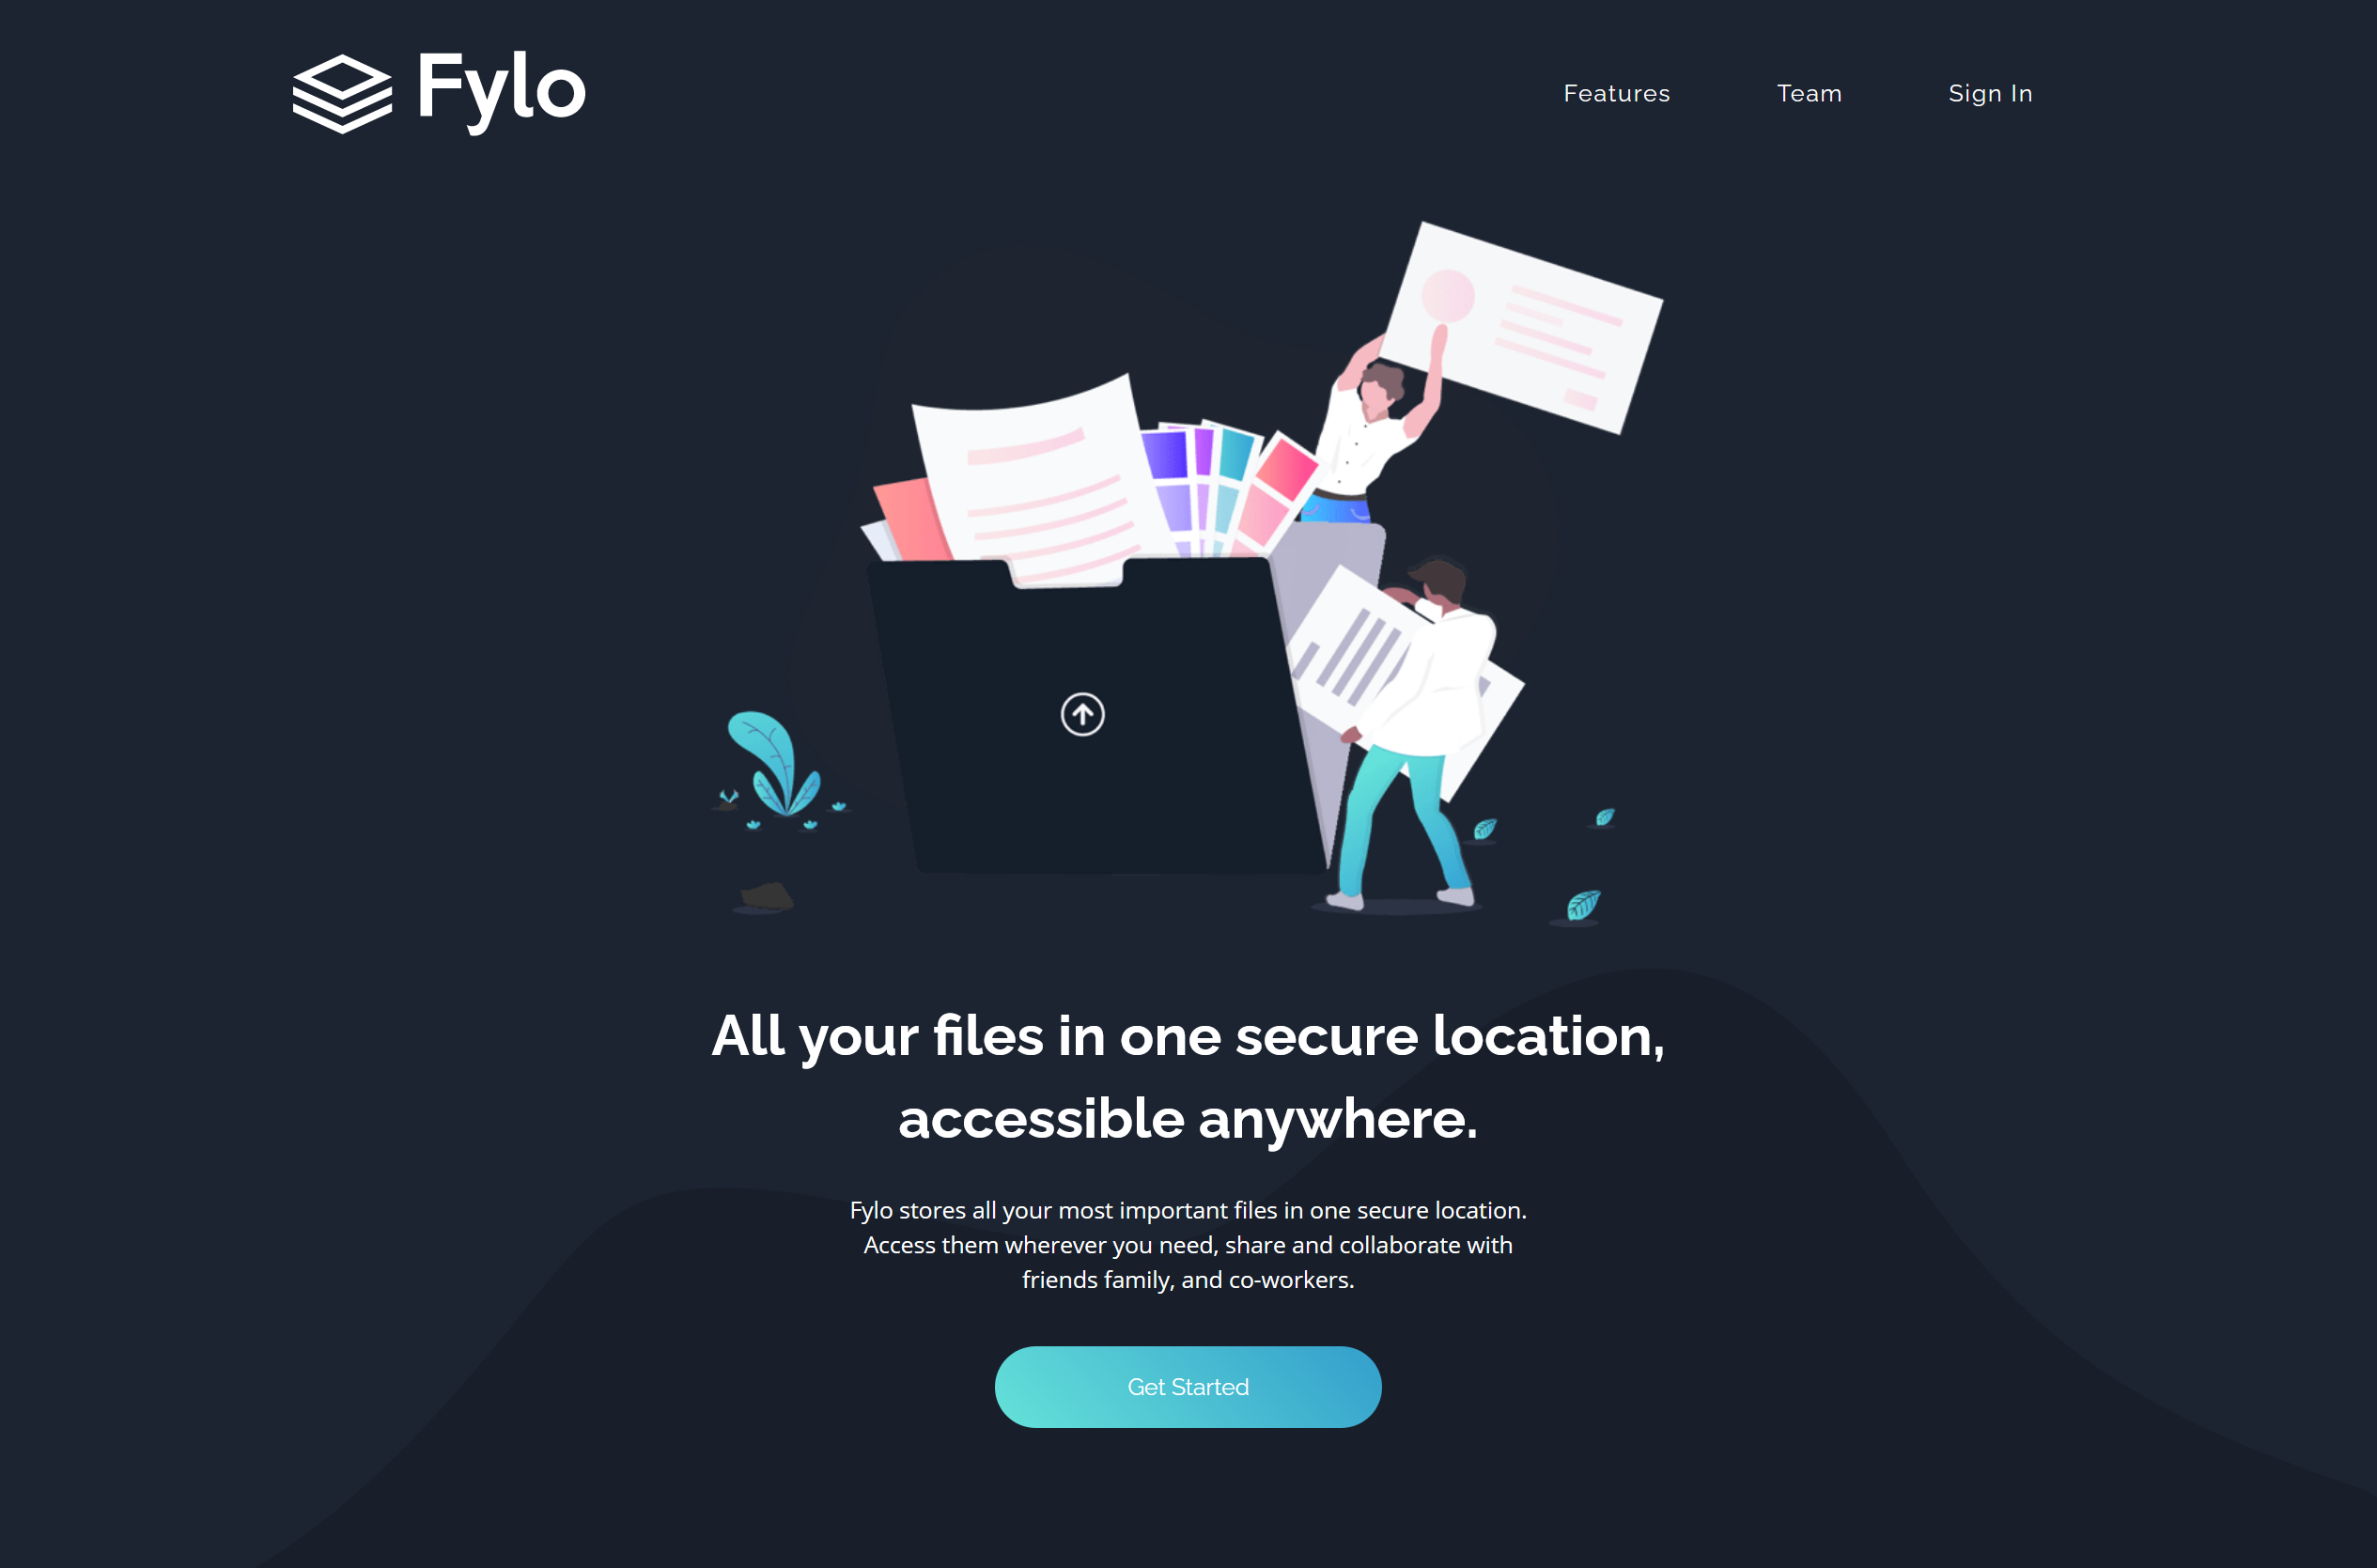 Fylo
Features
Team
Sign In
All your files in one secure location,
accessible anywhere.
Fylo stores all your most important files in one secure location.
Access them wherever you need, share and collaborate with
friends family, and co-workers.
Get Started